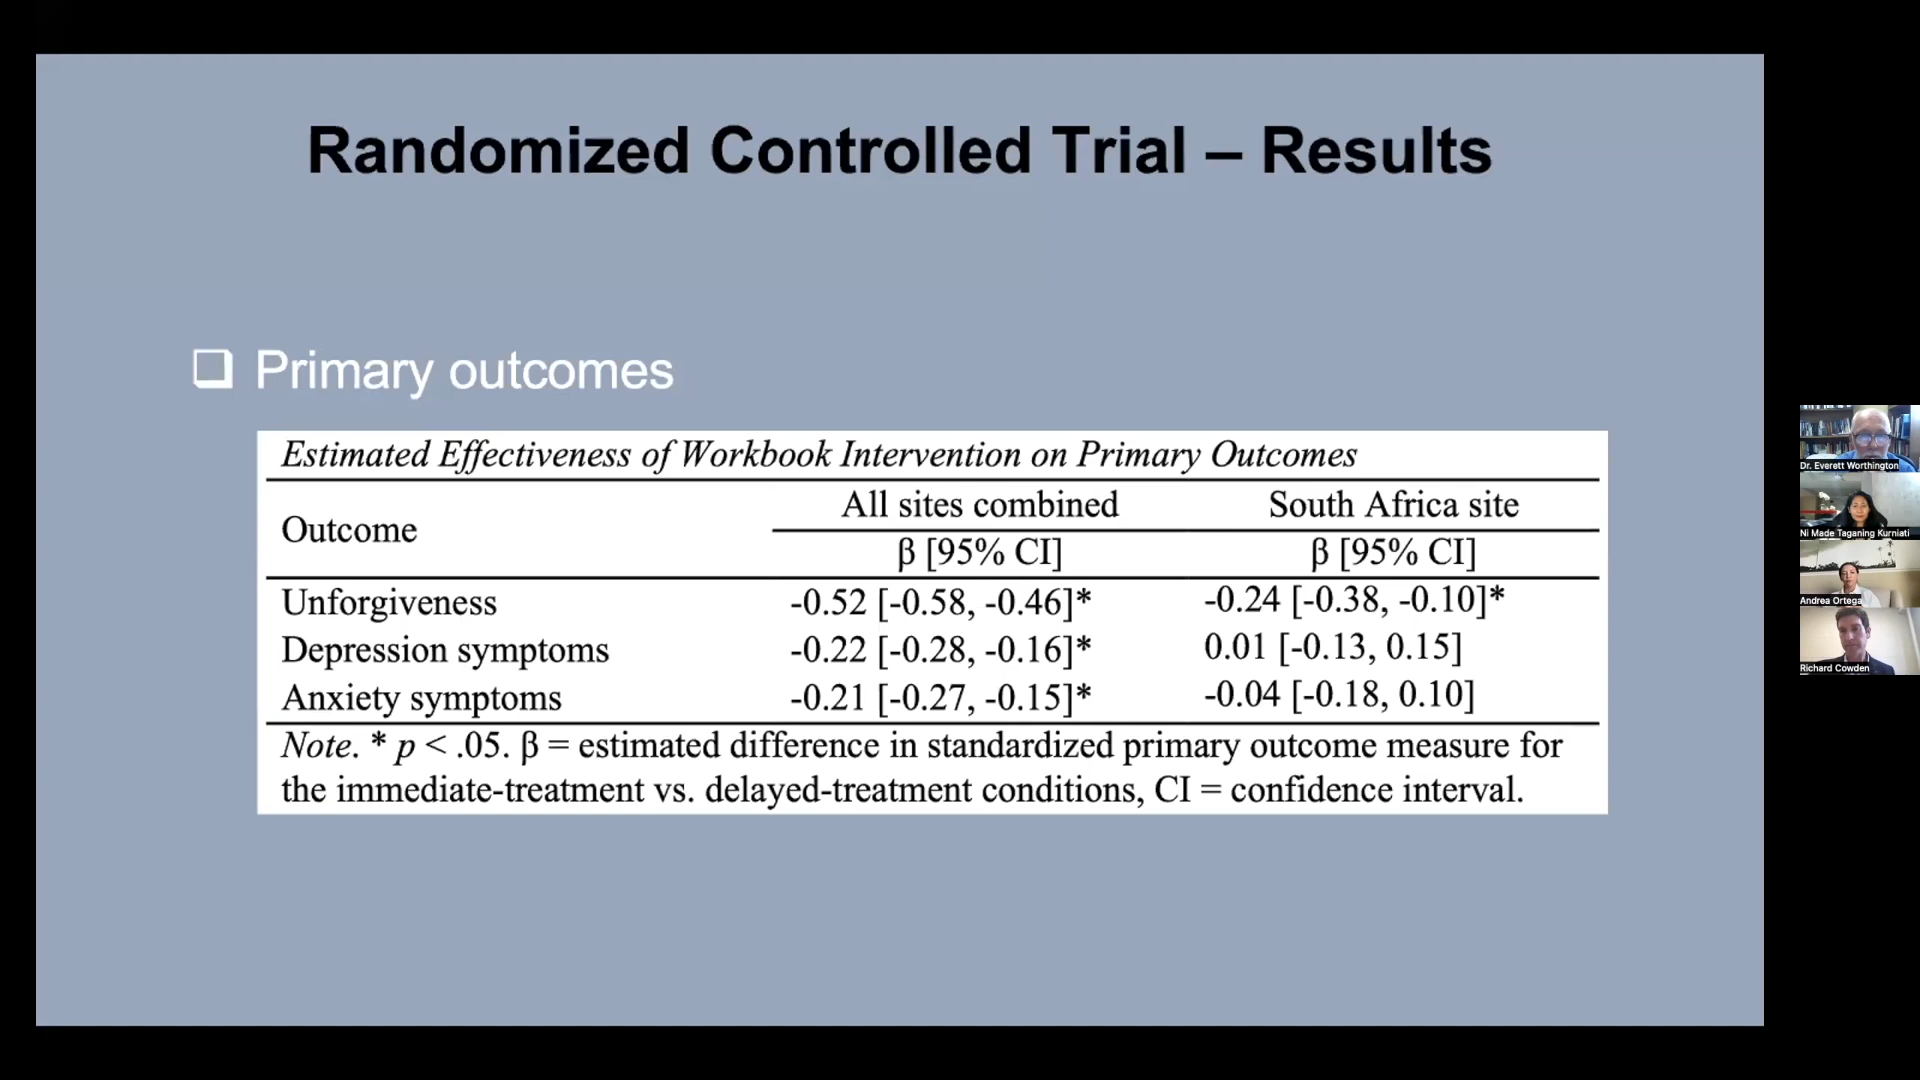 Randomized Controlled Trial – Results
Primary outcomes
Estimated Effectiveness of Workbook Intervention on Primary Outcomes
Outcome All sites combined South Africa site
β [95% CI] β [95% CI]
Unforgiveness -0.52 [-0.58, -0.46]* -0.24 [-0.38, -0.10]*
Depression symptoms -0.22 [-0.28, -0.16]* 0.01 [-0.13, 0.15]
Anxiety symptoms -0.21 [-0.27, -0.15]* -0.04 [-0.18, 0.10]
Note. * p < .05. β = estimated difference in standardized primary outcome measure for
the immediate-treatment vs. delayed-treatment conditions, CI = confidence interval.
Dr. Everett Worthington
Ni Made Taganing Kurniati
Andrea Ortega
Richard Cowden